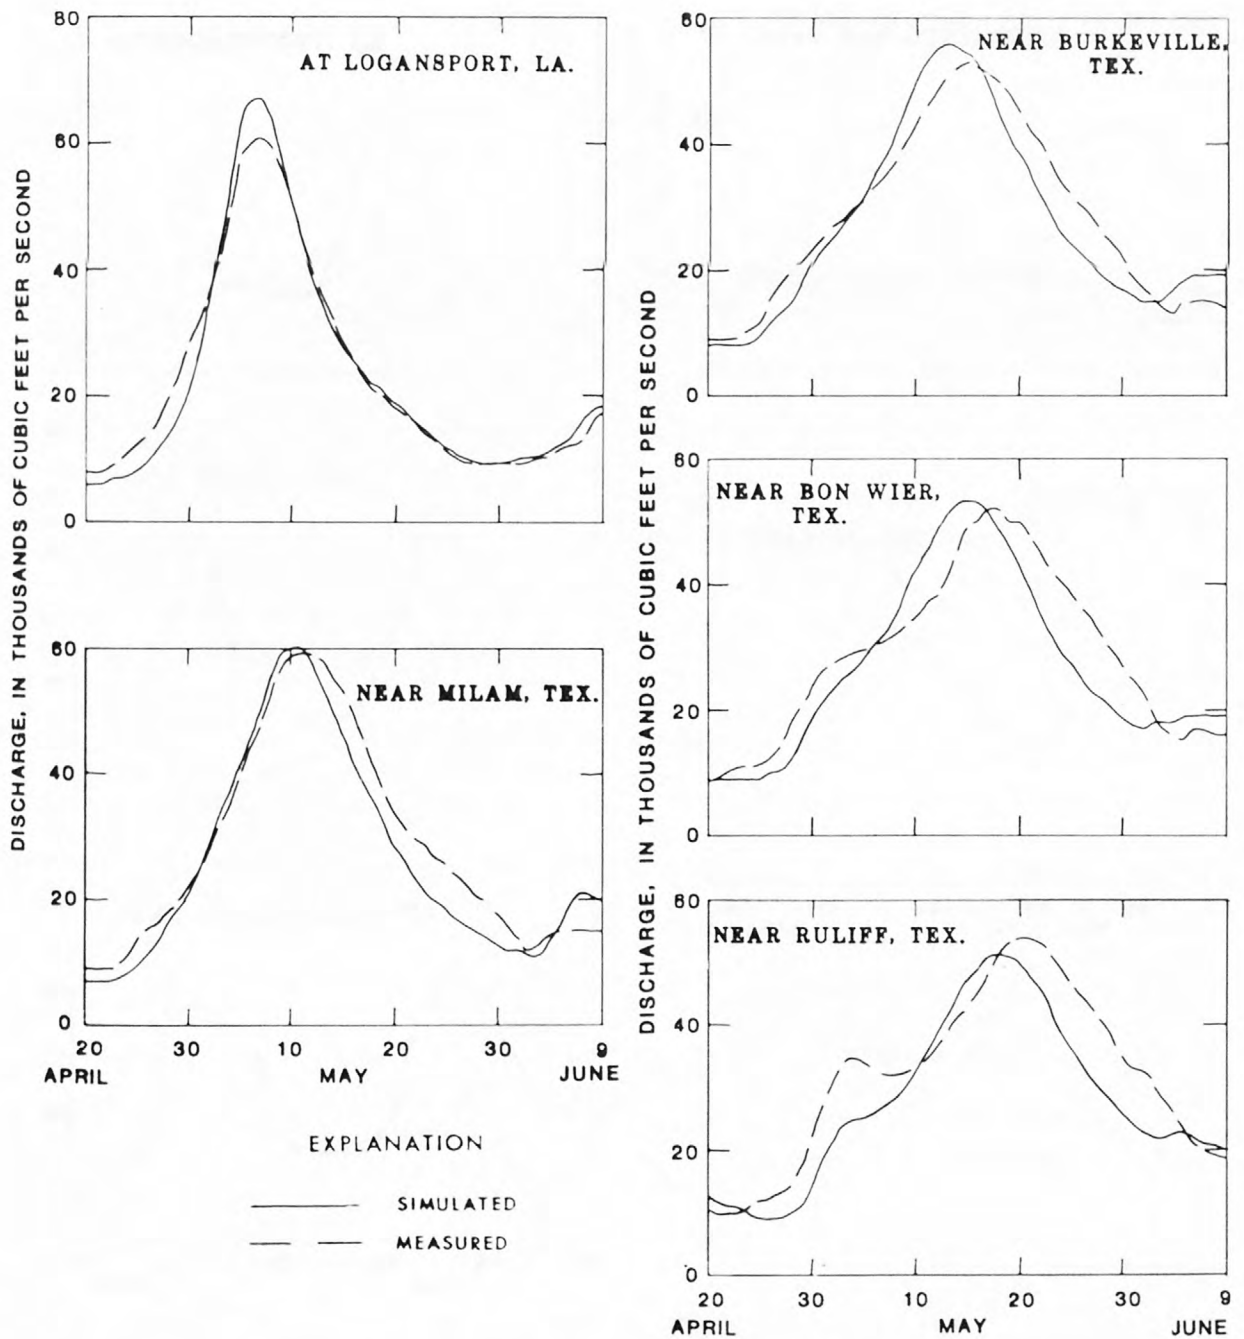 DISCHARGE, IN THOUSANDS OF CUBIC FEET PER SECOND
AT LOGANSPORT, LA.
80
60
40
20
0
NEAR MILAM, TEX.
60
40
20
0
20
30
10
20
30
9
APRIL
MAY
JUNE
EXPLANATION
SIMULATED
MEASURED
DISCHARGE, IN THOUSANDS OF CUBIC FEET PER SECOND
NEAR BURKEVILLE,
TEX.
60
40
20
0
NEAR BON WIER,
TEX.
60
40
20
0
NEAR RULIFF, TEX.
60
40
20
0
20
30
10
20
30
9
APRIL
MAY
JUNE